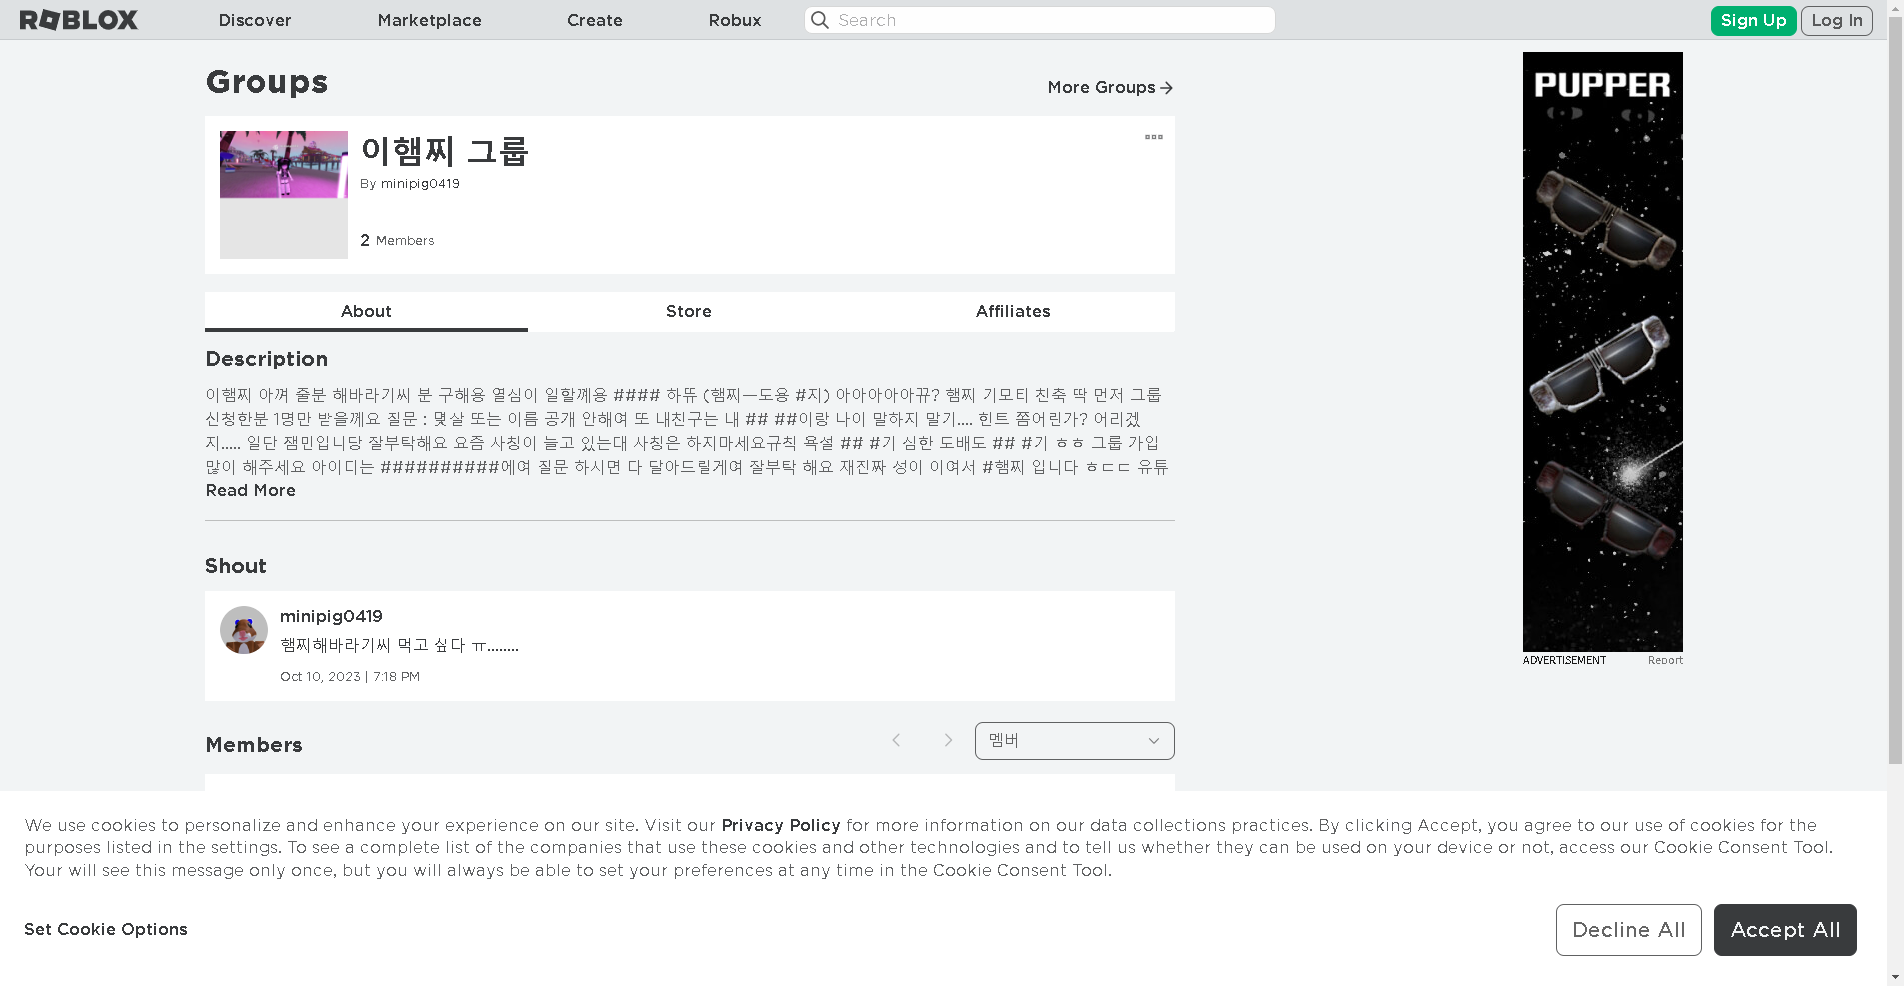 ROBLOX
Discover
Marketplace
Create
Robux
Search
Sign Up
Log In
Groups
More Groups
이햄찌 그룹
By minipig0419
2 Members
About
Store
Affiliates
Description
이햄찌 아껴 줄분 해바라기씨 분 구해용 열심이 일할께용 #### 하뚜 (햄찌ㅡ도용 #지) 아아아아아뀨? 햄찌 기모티 친축 딱 먼저 그룹
신청한분 1명만 받을께요 질문 : 몇살 또는 이름 공개 안해여 또 내친구는 내 ## ##이랑 나이 말하지 말기.... 힌트 쫌어린가? 어리겠
지..... 일단 잼민입니당 잘부탁해요 요즘 사칭이 늘고 있는대 사칭은 하지마세요규칙 욕설 ## #기 심한 도배도 ## #기 ㅎㅎ 그룹 가입
많이 해주세요 아이디는 ##########에여 질문 하시면 다 달아드릴게여 잘부탁 해요 재진짜 성이 이여서 #햄찌 입니다 ㅎㄷㄷ 유튜
Read More
Shout
minipig0419
햄찌해바라기씨 먹고 싶다 ㅠ........
Oct 10, 2023 | 7:18 PM
Members
멤버
PUPPER
ADVERTISEMENT
Report
We use cookies to personalize and enhance your experience on our site. Visit our Privacy Policy for more information on our data collections practices. By clicking Accept, you agree to our use of cookies for the
purposes listed in the settings. To see a complete list of the companies that use these cookies and other technologies and to tell us whether they can be used on your device or not, access our Cookie Consent Tool.
Your will see this message only once, but you will always be able to set your preferences at any time in the Cookie Consent Tool.
Set Cookie Options
Decline All
Accept All